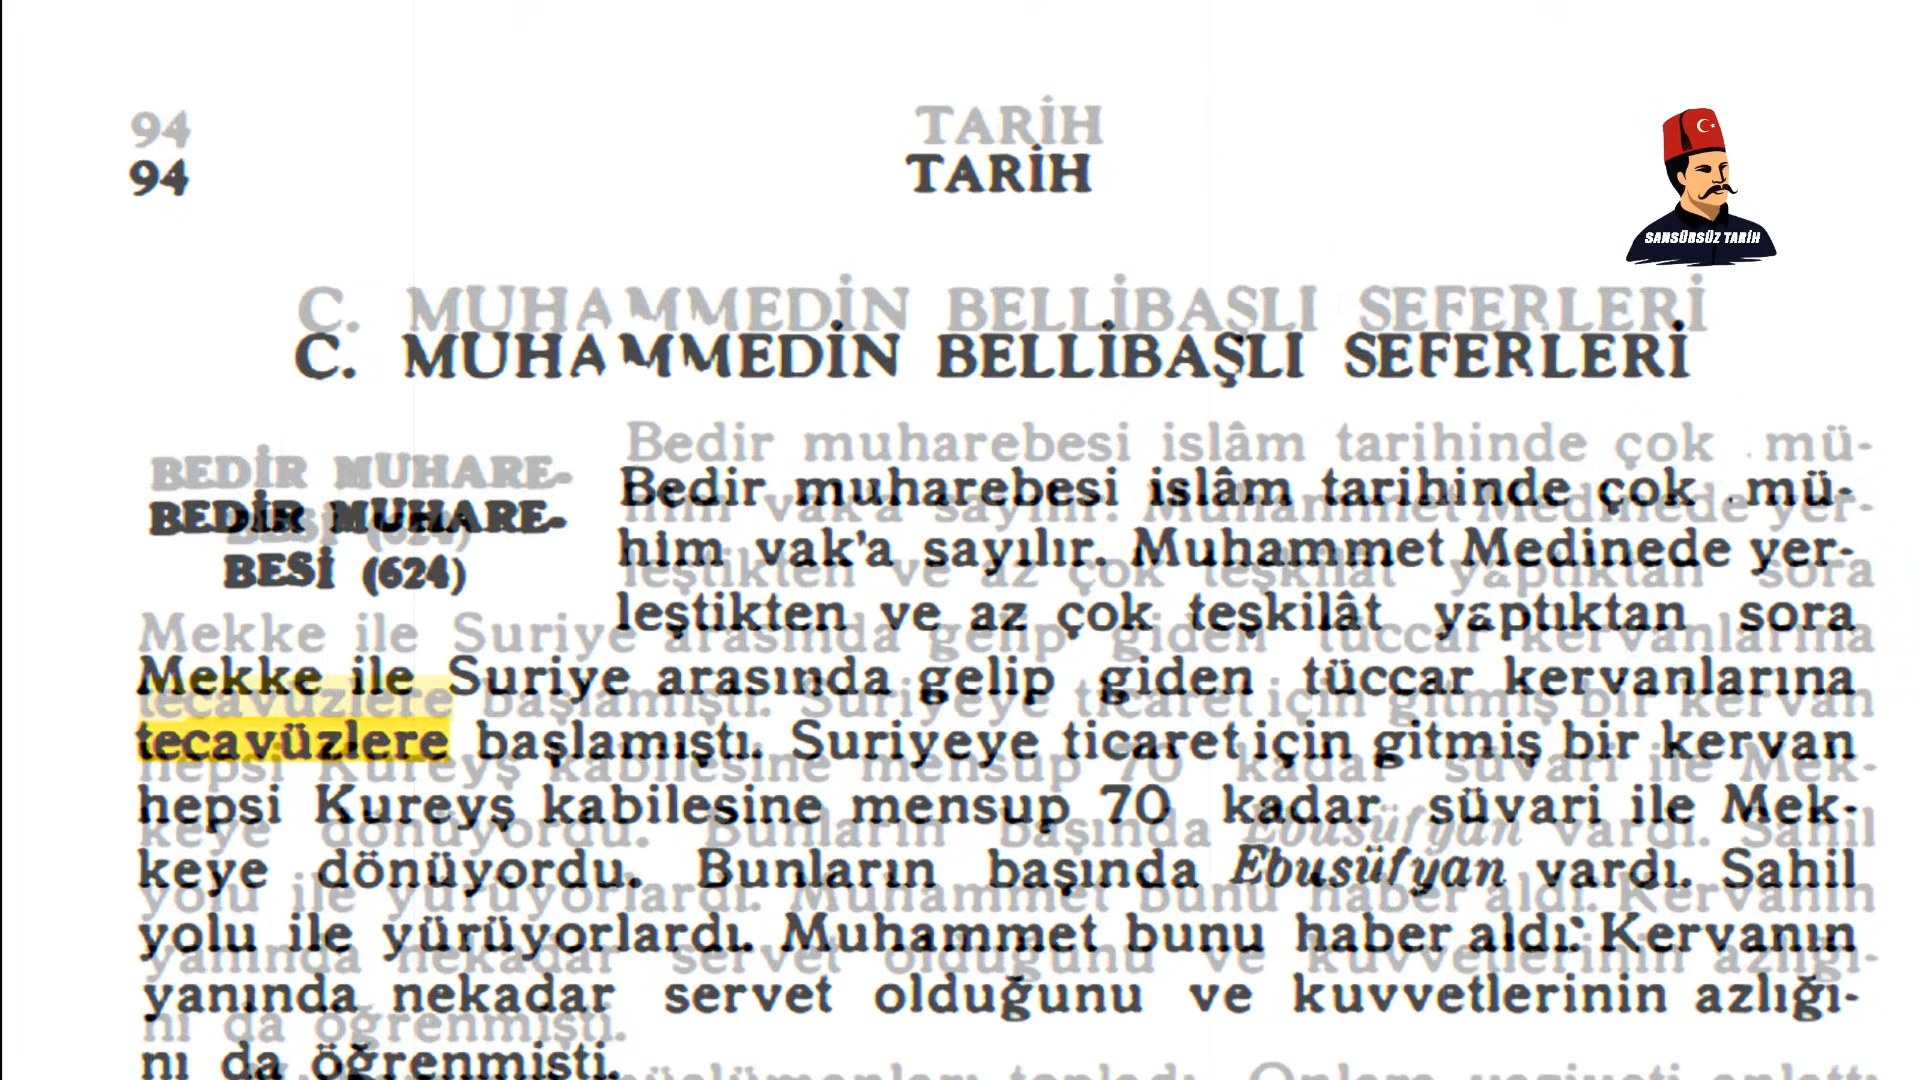 94
TARİH
SANSÜRSÜZ TARİH
C. MUHAMMEDİN BELLİBAŞLI SEFERLERİ
BEDİR MUHARE-
BESİ (624)
Bedir muharebesi islâm tarihinde çok mü-
him vak'a sayılır. Muhammet Medinede yer-
leştikten ve az çok teşkilât yaptıktan sora
Mekke ile Suriye arasında gelip giden tüccar kervanlarına
tecavüzlere başlamıştı. Suriyeye ticaret için gitmiş bir kervan
hepsi Kureyş kabilesine mensup 70 kadar süvari ile Mek-
keye dönüyordu. Bunların başında Ebusüfyan vardı. Sahil
yolu ile yürüyorlardı. Muhammet bunu haber aldı. Kervanın
yanında nekadar servet olduğunu ve kuvvetlerinin azlığı-
nı da öğrenmişti.